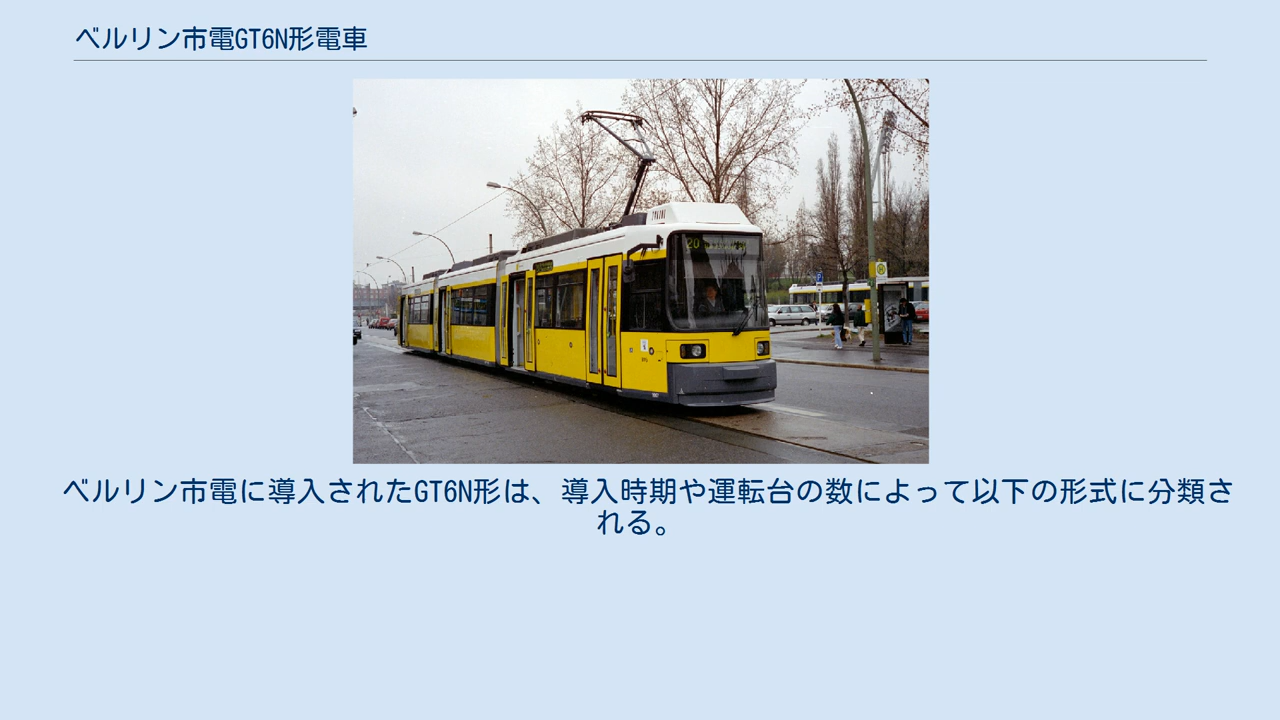 ベルリン市電GT6N形電車
20
ベルリン市電に導入されたGT6N形は、導入時期や運転台の数によって以下の形式に分類さ
れる。